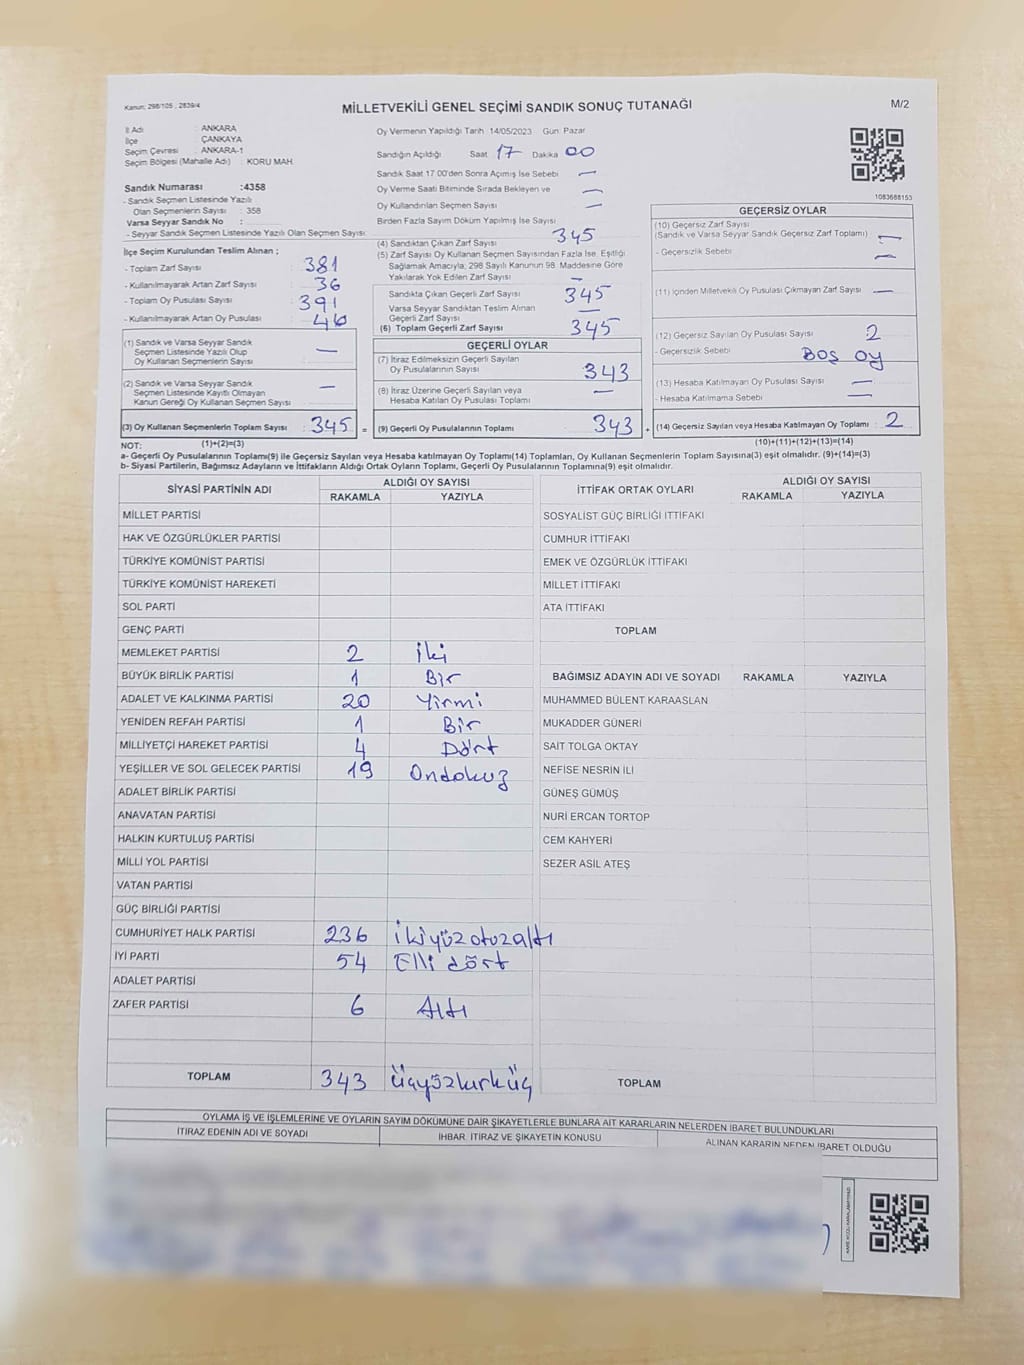 Kanun: 298/105 , 2839/4
MİLLETVEKİLİ GENEL SEÇİMİ SANDIK SONUÇ TUTANAĞI
M/2
İl Adı : ANKARA
İlçe : ÇANKAYA
Seçim Çevresi : ANKARA-1
Seçim Bölgesi (Mahalle Adı) : KORU MAH.
Sandık Numarası :4358
- Sandık Seçmen Listesinde Yazılı
Olan Seçmenlerin Sayısı : 358
Varsa Seyyar Sandık No :
- Seyyar Sandık Seçmen Listesinde Yazılı Olan Seçmen Sayısı
Oy Vermenin Yapıldığı Tarih 14/05/2023 Gün: Pazar
Sandığın Açıldığı Saat 17 Dakika 00
Sandık Saat 17.00'den Sonra Açılmış İse Sebebi —
Oy Verme Saati Bitiminde Sırada Bekleyen ve —
Oy Kullandırılan Seçmen Sayısı —
Birden Fazla Sayım Döküm Yapılmış İse Sayısı
1083688153
İlçe Seçim Kurulundan Teslim Alınan ;
- Toplam Zarf Sayısı : 381
- Kullanılmayarak Artan Zarf Sayısı : 36
- Toplam Oy Pusulası Sayısı : 391
- Kullanılmayarak Artan Oy Pusulası : 46
(1) Sandık ve Varsa Seyyar Sandık
Seçmen Listesinde Yazılı Olup
Oy Kullanan Seçmenlerin Sayısı —
(2) Sandık ve Varsa Seyyar Sandık
Seçmen Listesinde Kayıtlı Olmayan
Kanun Gereği Oy Kullanan Seçmen Sayısı —
(3) Oy Kullanan Seçmenlerin Toplam Sayısı : 345 =
(4) Sandıktan Çıkan Zarf Sayısı 345
(5) Zarf Sayısı Oy Kullanan Seçmen Sayısından Fazla İse, Eşitliği
Sağlamak Amacıyla, 298 Sayılı Kanunun 98. Maddesine Göre
Yakılarak Yok Edilen Zarf Sayısı —
Sandıkta Çıkan Geçerli Zarf Sayısı 345
Varsa Seyyar Sandıktan Teslim Alınan
Geçerli Zarf Sayısı —
(6) Toplam Geçerli Zarf Sayısı 345
GEÇERLİ OYLAR
(7) İtiraz Edilmeksizin Geçerli Sayılan
Oy Pusulalarının Sayısı 343
(8) İtiraz Üzerine Geçerli Sayılan veya
Hesaba Katılan Oy Pusulası Toplamı —
(9) Geçerli Oy Pusulalarının Toplamı 343 +
GEÇERSİZ OYLAR
(10) Geçersiz Zarf Sayısı
(Sandık ve Varsa Seyyar Sandık Geçersiz Zarf Toplamı) —
- Geçersizlik Sebebi —
(11) İçinden Milletvekili Oy Pusulası Çıkmayan Zarf Sayısı —
(12) Geçersiz Sayılan Oy Pusulası Sayısı 2
- Geçersizlik Sebebi Boş oy
(13) Hesaba Katılmayan Oy Pusulası Sayısı —
- Hesaba Katılmama Sebebi —
(14) Geçersiz Sayılan veya Hesaba Katılmayan Oy Toplamı : 2
NOT: (1)+(2)=(3) (10)+(11)+(12)+(13)=(14)
a- Geçerli Oy Pusulalarının Toplamı(9) ile Geçersiz Sayılan veya Hesaba katılmayan Oy Toplamı(14) Toplamları, Oy Kullanan Seçmenlerin Toplam Sayısına(3) eşit olmalıdır. (9)+(14)=(3)
b- Siyasi Partilerin, Bağımsız Adayların ve İttifakların Aldığı Ortak Oyların Toplamı, Geçerli Oy Pusulalarının Toplamına(9) eşit olmalıdır.
SİYASİ PARTİNİN ADI ALDIĞI OY SAYISI
RAKAMLA YAZIYLA
MİLLET PARTİSİ
HAK VE ÖZGÜRLÜKLER PARTİSİ
TÜRKİYE KOMÜNİST PARTİSİ
TÜRKİYE KOMÜNİST HAREKETİ
SOL PARTİ
GENÇ PARTİ
MEMLEKET PARTİSİ 2 iki
BÜYÜK BİRLİK PARTİSİ 1 Bir
ADALET VE KALKINMA PARTİSİ 20 Yirmi
YENİDEN REFAH PARTİSİ 1 Bir
MİLLİYETÇİ HAREKET PARTİSİ 4 Dört
YEŞİLLER VE SOL GELECEK PARTİSİ 19 Ondokuz
ADALET BİRLİK PARTİSİ
ANAVATAN PARTİSİ
HALKIN KURTULUŞ PARTİSİ
MİLLİ YOL PARTİSİ
VATAN PARTİSİ
GÜÇ BİRLİĞİ PARTİSİ
CUMHURİYET HALK PARTİSİ 236 ikiyüzotuzaltı
İYİ PARTİ 54 Elli dört
ADALET PARTİSİ
ZAFER PARTİSİ 6 Altı
TOPLAM 343 üçyüzkırküç
İTTİFAK ORTAK OYLARI ALDIĞI OY SAYISI
RAKAMLA YAZIYLA
SOSYALİST GÜÇ BİRLİĞİ İTTİFAKI
CUMHUR İTTİFAKI
EMEK VE ÖZGÜRLÜK İTTİFAKI
MİLLET İTTİFAKI
ATA İTTİFAKI
TOPLAM
BAĞIMSIZ ADAYIN ADI VE SOYADI RAKAMLA YAZIYLA
MUHAMMED BÜLENT KARAASLAN
MUKADDER GÜNERİ
SAİT TOLGA OKTAY
NEFİSE NESRİN İLİ
GÜNEŞ GÜMÜŞ
NURİ ERCAN TORTOP
CEM KAHYERİ
SEZER ASİL ATEŞ
TOPLAM
OYLAMA İŞ VE İŞLEMLERİNE VE OYLARIN SAYIM DÖKÜMÜNE DAİR ŞİKAYETLERLE BUNLARA AİT KARARLARIN NELERDEN İBARET BULUNDUKLARI
İTİRAZ EDENİN ADI VE SOYADI İHBAR, İTİRAZ VE ŞİKAYETİN KONUSU ALINAN KARARIN NEDEN İBARET OLDUĞU